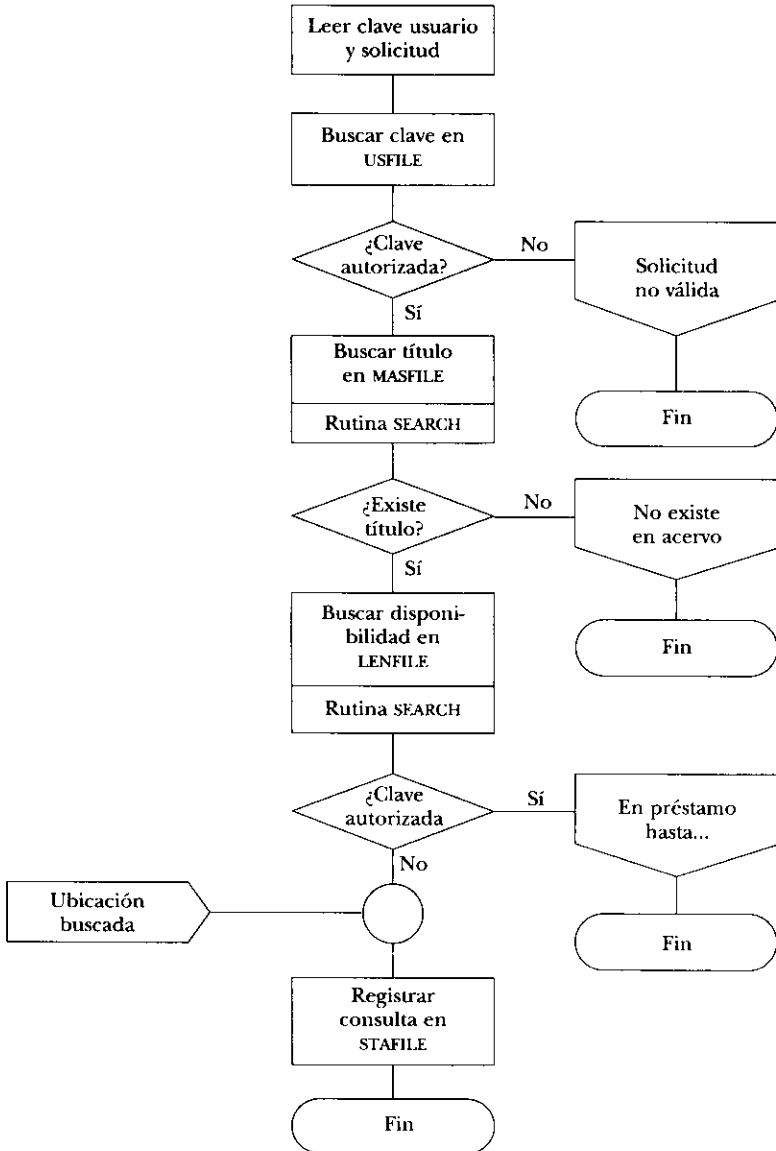 Leer clave usuario
y solicitud
Buscar clave en
USFILE
¿Clave
autorizada?
No
Solicitud
no válida
Fin
Sí
Buscar título
en MASFILE
Rutina SEARCH
¿Existe
título?
No
No existe
en acervo
Fin
Sí
Buscar disponi-
bilidad en
LENFILE
Rutina SEARCH
¿Clave
autorizada
Sí
En préstamo
hasta...
Fin
No
Ubicación
buscada
Registrar
consulta en
STAFILE
Fin